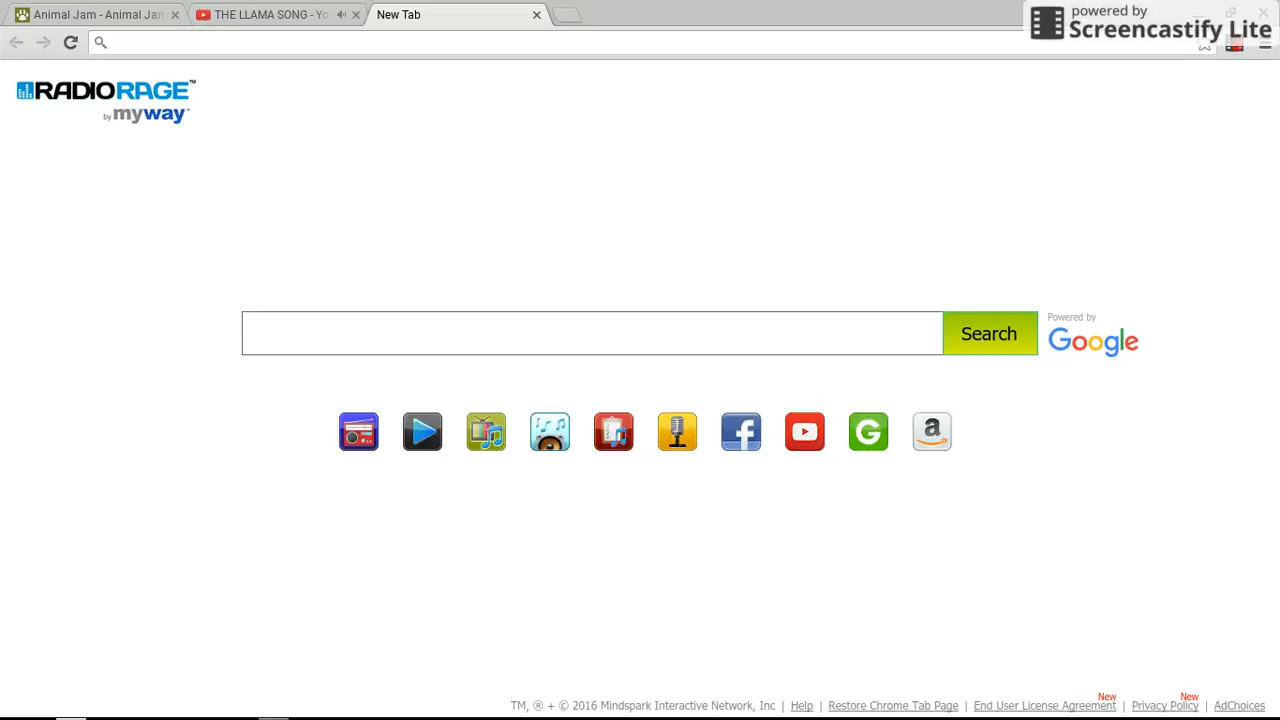 powered by
Screencastify Lite
Animal Jam - Animal Jam
THE LLAMA SONG - Yo
New Tab
RADIORAGE™
by myway™
Search
Powered by
Google
G
a
New New
TM, ® + © 2016 Mindspark Interactive Network, Inc | Help | Restore Chrome Tab Page | End User License Agreement | Privacy Policy | AdChoices